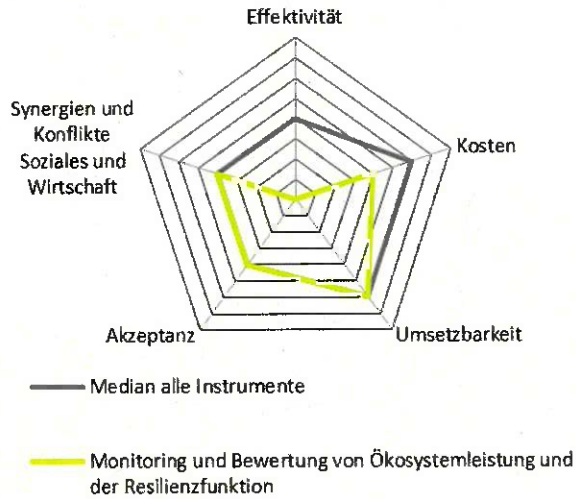 Effektivität
Synergien und
Konflikte
Soziales und
Wirtschaft
Kosten
Akzeptanz
Umsetzbarkeit
Median alle Instrumente
Monitoring und Bewertung von Ökosystemleistung und
der Resilienzfunktion